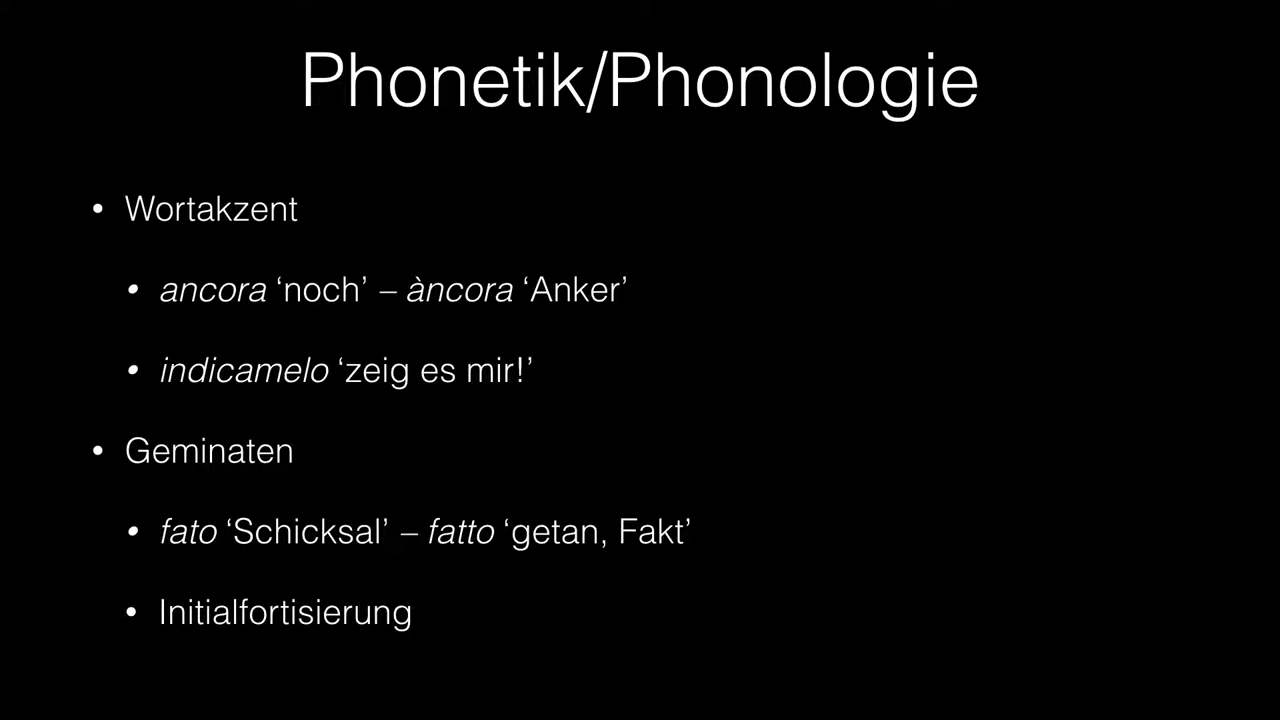 Phonetik/Phonologie
• Wortakzent
• ancora ‘noch’ – àncora ‘Anker’
• indicamelo ‘zeig es mir!’
• Geminaten
• fato ‘Schicksal’ – fatto ‘getan, Fakt’
• Initialfortisierung